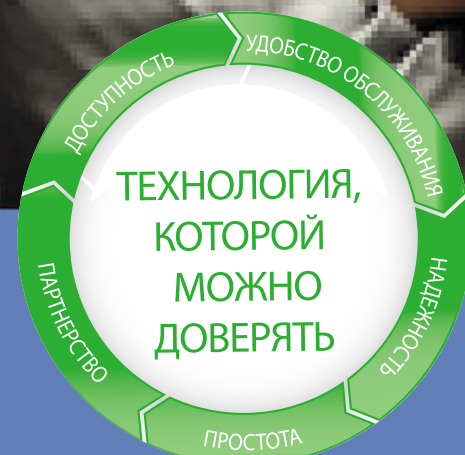 ТЕХНОЛОГИЯ,
КОТОРОЙ
МОЖНО
ДОВЕРЯТЬ
ДОСТУПНОСТЬ
УДОБСТВО ОБСЛУЖИВАНИЯ
НАДЕЖНОСТЬ
ПРОСТОТА
ПАРТНЕРСТВО